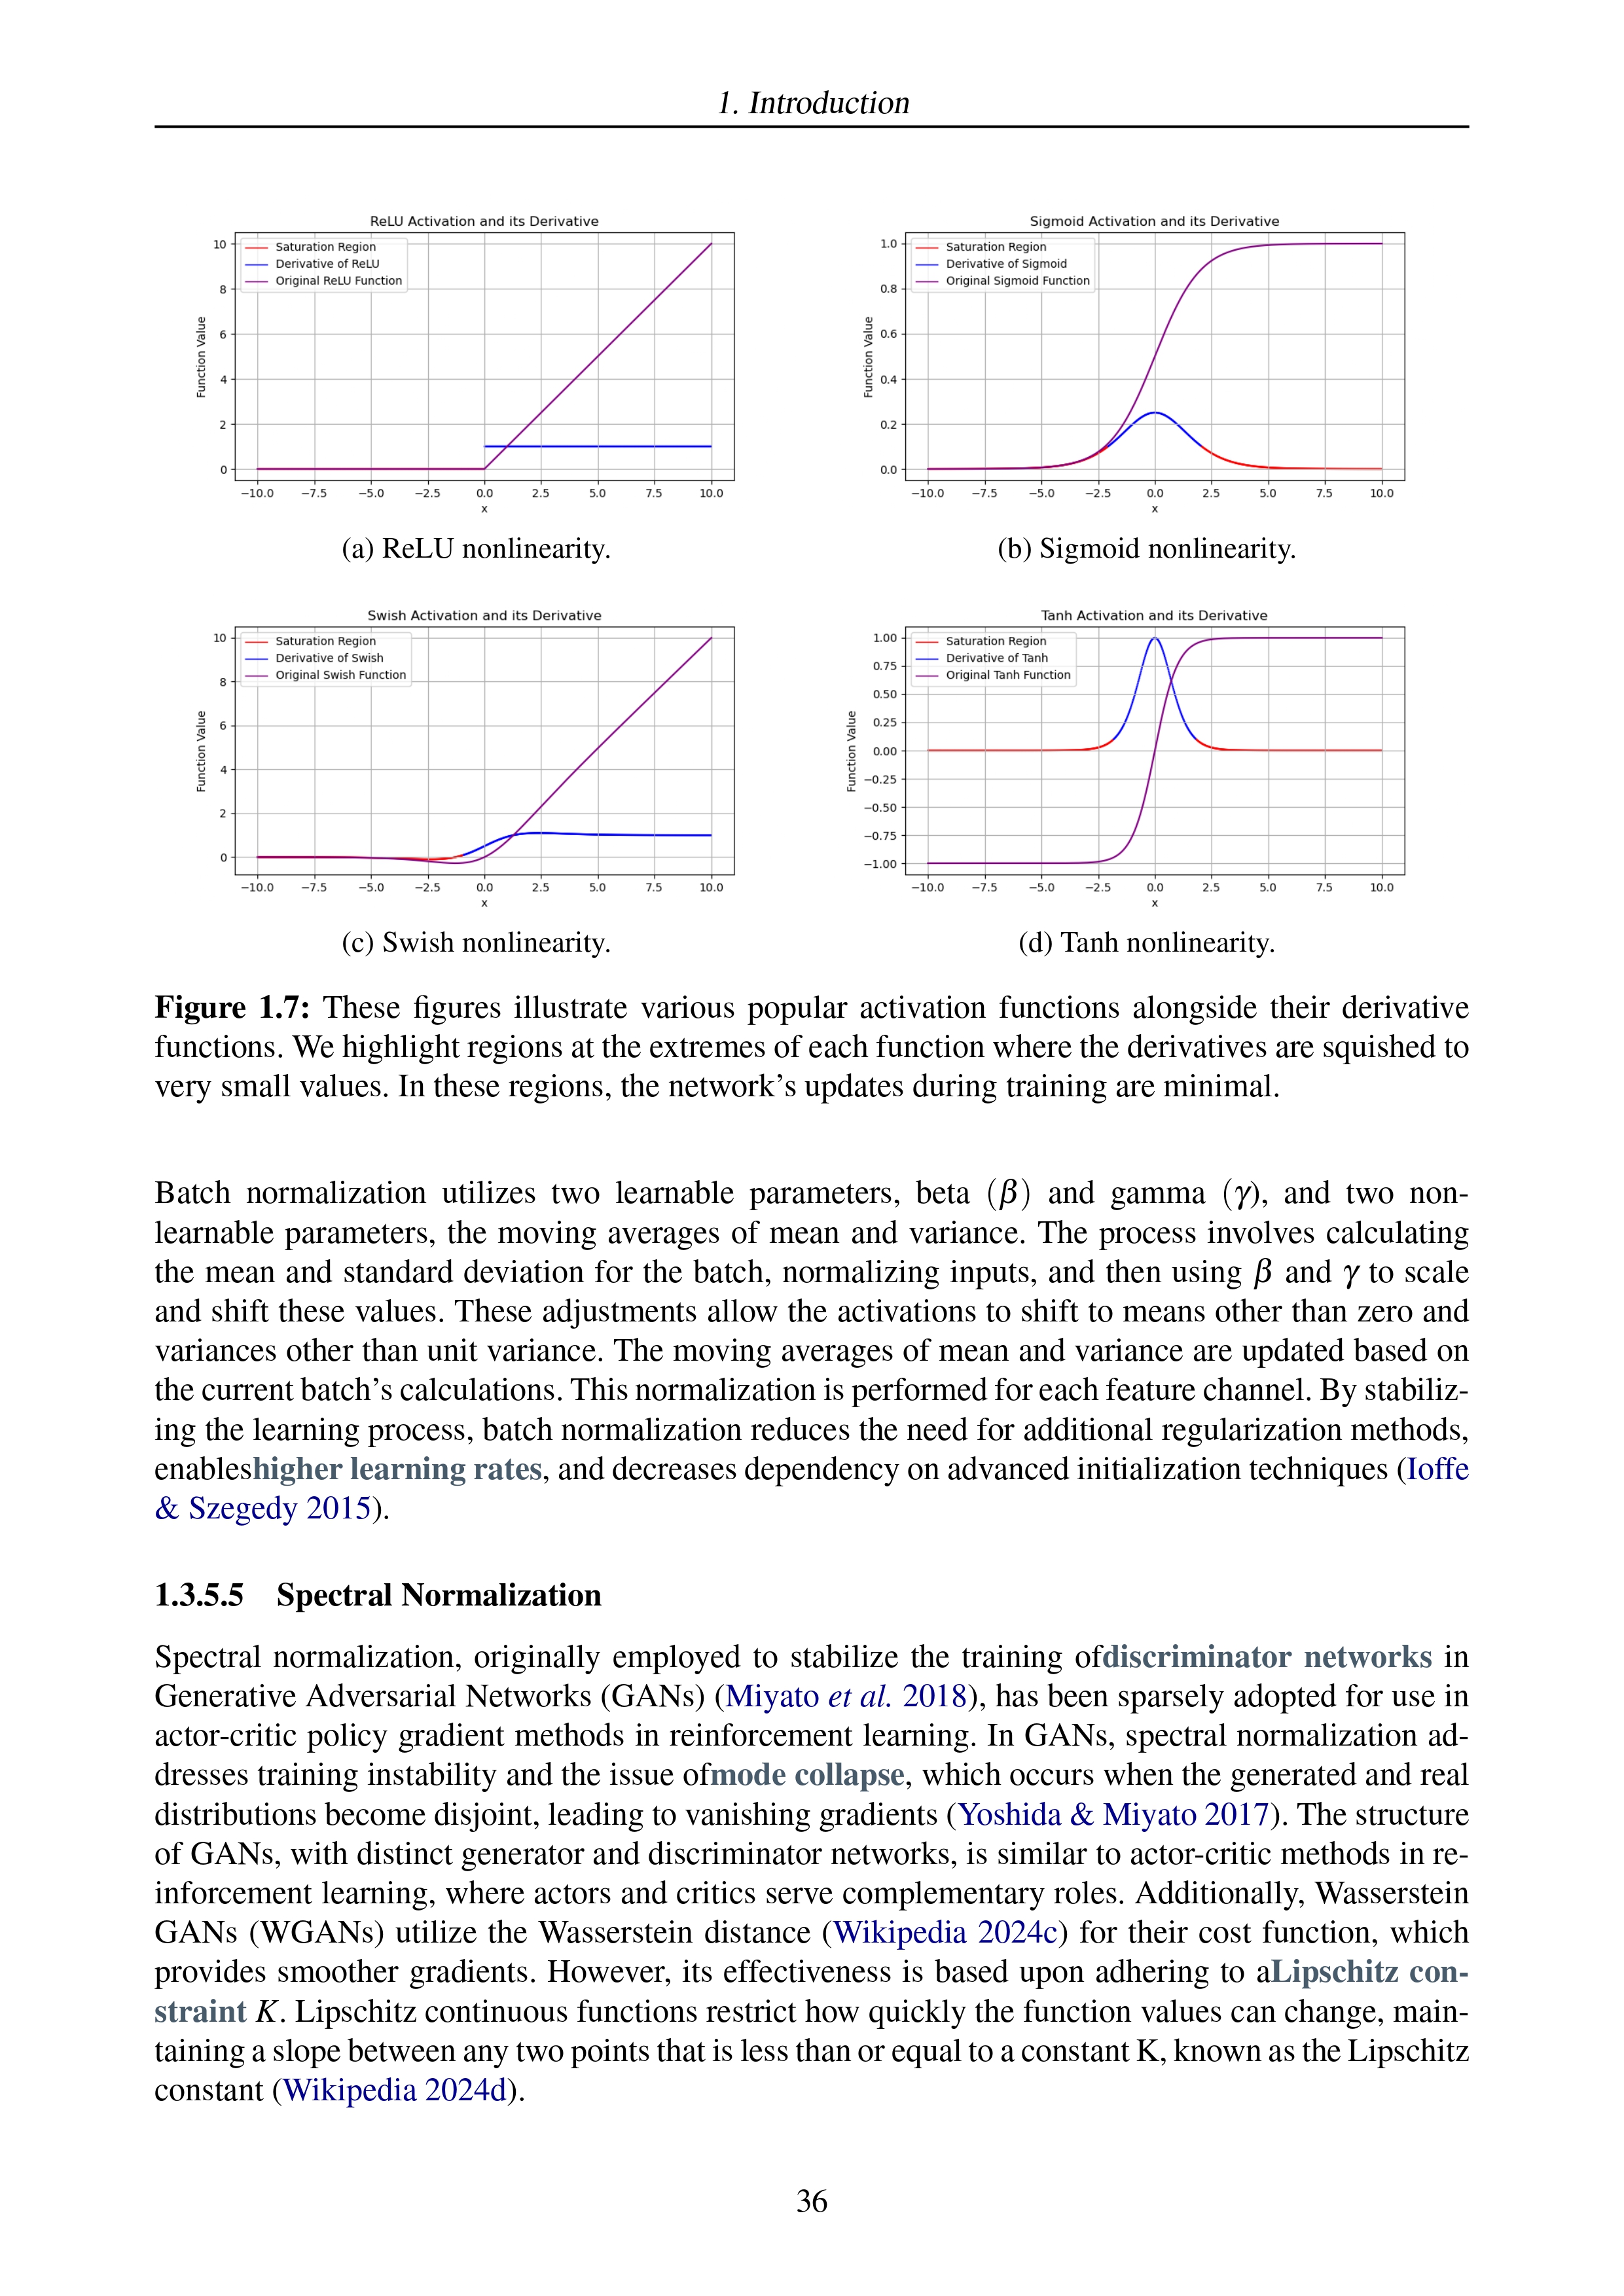 1. Introduction
ReLU Activation and its Derivative
Saturation Region
Derivative of ReLU
Original ReLU Function
10
8
6
4
2
0
Function Value
−10.0 −7.5 −5.0 −2.5 0.0 2.5 5.0 7.5 10.0
x
(a) ReLU nonlinearity.
Sigmoid Activation and its Derivative
Saturation Region
Derivative of Sigmoid
Original Sigmoid Function
1.0
0.8
0.6
0.4
0.2
0.0
Function Value
−10.0 −7.5 −5.0 −2.5 0.0 2.5 5.0 7.5 10.0
x
(b) Sigmoid nonlinearity.
Swish Activation and its Derivative
Saturation Region
Derivative of Swish
Original Swish Function
10
8
6
4
2
0
Function Value
−10.0 −7.5 −5.0 −2.5 0.0 2.5 5.0 7.5 10.0
x
(c) Swish nonlinearity.
Tanh Activation and its Derivative
Saturation Region
Derivative of Tanh
Original Tanh Function
1.00
0.75
0.50
0.25
0.00
−0.25
−0.50
−0.75
−1.00
Function Value
−10.0 −7.5 −5.0 −2.5 0.0 2.5 5.0 7.5 10.0
x
(d) Tanh nonlinearity.
Figure 1.7: These figures illustrate various popular activation functions alongside their derivative
functions. We highlight regions at the extremes of each function where the derivatives are squished to
very small values. In these regions, the network's updates during training are minimal.
Batch normalization utilizes two learnable parameters, beta (β) and gamma (γ), and two non-
learnable parameters, the moving averages of mean and variance. The process involves calculating
the mean and standard deviation for the batch, normalizing inputs, and then using β and γ to scale
and shift these values. These adjustments allow the activations to shift to means other than zero and
variances other than unit variance. The moving averages of mean and variance are updated based on
the current batch's calculations. This normalization is performed for each feature channel. By stabiliz-
ing the learning process, batch normalization reduces the need for additional regularization methods,
enableshigher learning rates, and decreases dependency on advanced initialization techniques (Ioffe
& Szegedy 2015).
1.3.5.5 Spectral Normalization
Spectral normalization, originally employed to stabilize the training ofdiscriminator networks in
Generative Adversarial Networks (GANs) (Miyato et al. 2018), has been sparsely adopted for use in
actor-critic policy gradient methods in reinforcement learning. In GANs, spectral normalization ad-
dresses training instability and the issue ofmode collapse, which occurs when the generated and real
distributions become disjoint, leading to vanishing gradients (Yoshida & Miyato 2017). The structure
of GANs, with distinct generator and discriminator networks, is similar to actor-critic methods in re-
inforcement learning, where actors and critics serve complementary roles. Additionally, Wasserstein
GANs (WGANs) utilize the Wasserstein distance (Wikipedia 2024c) for their cost function, which
provides smoother gradients. However, its effectiveness is based upon adhering to aLipschitz con-
straint K. Lipschitz continuous functions restrict how quickly the function values can change, main-
taining a slope between any two points that is less than or equal to a constant K, known as the Lipschitz
constant (Wikipedia 2024d).
36